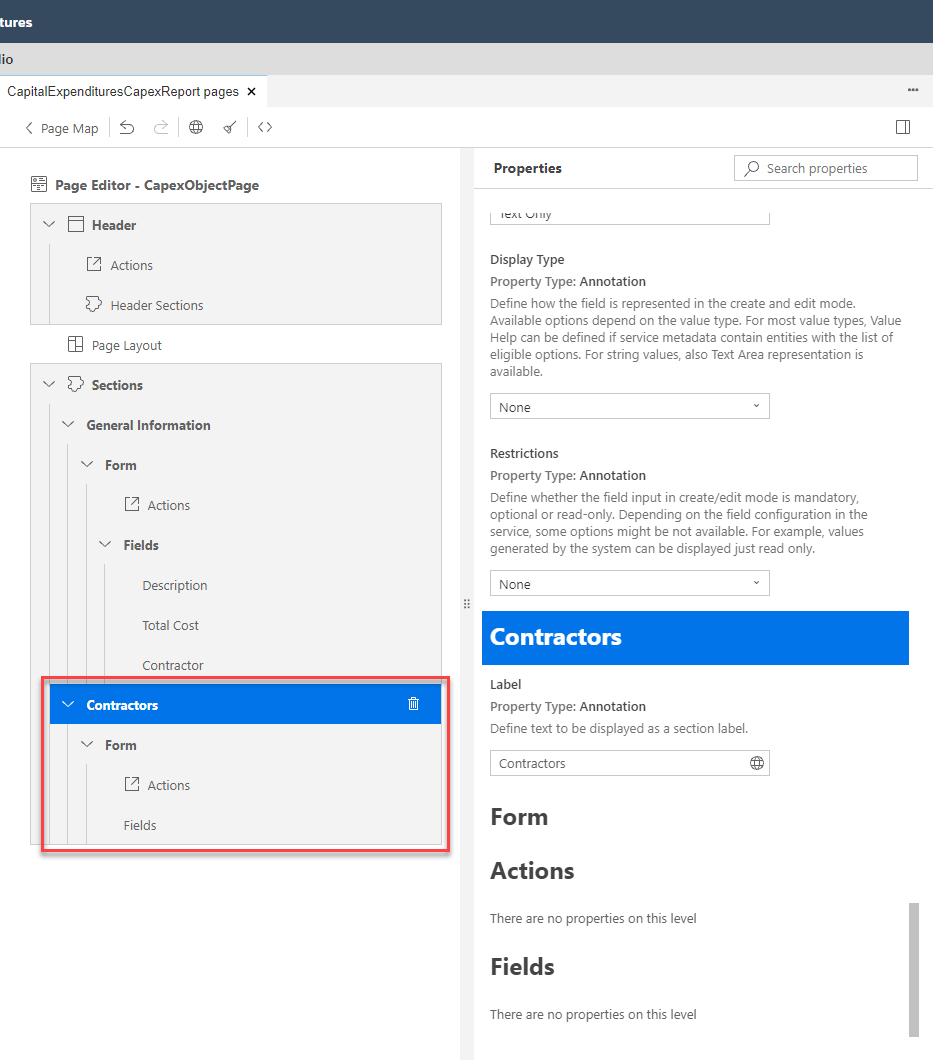 tures
lio
CapitalExpendituresCapexReport pages
Page Map
Page Editor - CapexObjectPage
Header
Actions
Header Sections
Page Layout
Sections
General Information
Form
Actions
Fields
Description
Total Cost
Contractor
Contractors
Form
Actions
Fields
Properties
Search properties
Text Only
Display Type
Property Type: Annotation
Define how the field is represented in the create and edit mode.
Available options depend on the value type. For most value types, Value
Help can be defined if service metadata contain entities with the list of
eligible options. For string values, also Text Area representation is
available.
None
Restrictions
Property Type: Annotation
Define whether the field input in create/edit mode is mandatory,
optional or read-only. Depending on the field configuration in the
service, some options might be not available. For example, values
generated by the system can be displayed just read only.
None
Contractors
Label
Property Type: Annotation
Define text to be displayed as a section label.
Contractors
Form
Actions
There are no properties on this level
Fields
There are no properties on this level